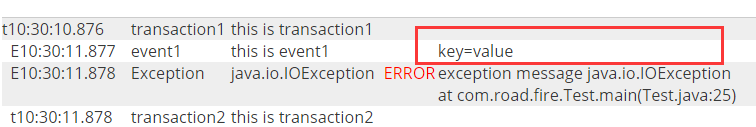 t10:30:10.876 transaction1 this is transaction1
E10:30:11.877 event1 this is event1 key=value
E10:30:11.878 Exception java.io.IOException ERROR exception message java.io.IOException
at com.road.fire.Test.main(Test.java:25)
t10:30:11.878 transaction2 this is transaction2